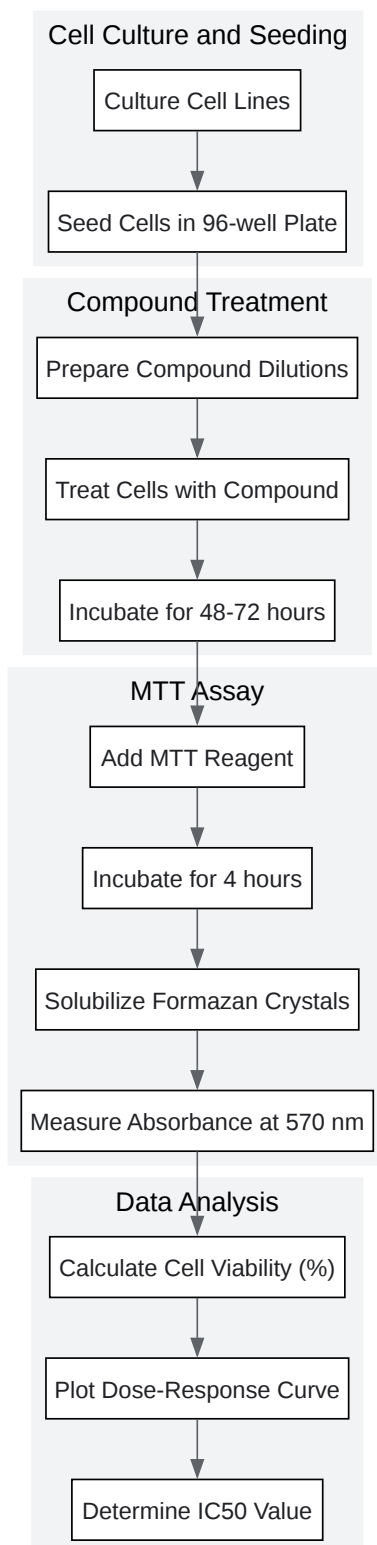 Cell Culture and Seeding
Culture Cell Lines
Seed Cells in 96-well Plate
Compound Treatment
Prepare Compound Dilutions
Treat Cells with Compound
Incubate for 48-72 hours
MTT Assay
Add MTT Reagent
Incubate for 4 hours
Solubilize Formazan Crystals
Measure Absorbance at 570 nm
Data Analysis
Calculate Cell Viability (%)
Plot Dose-Response Curve
Determine IC50 Value